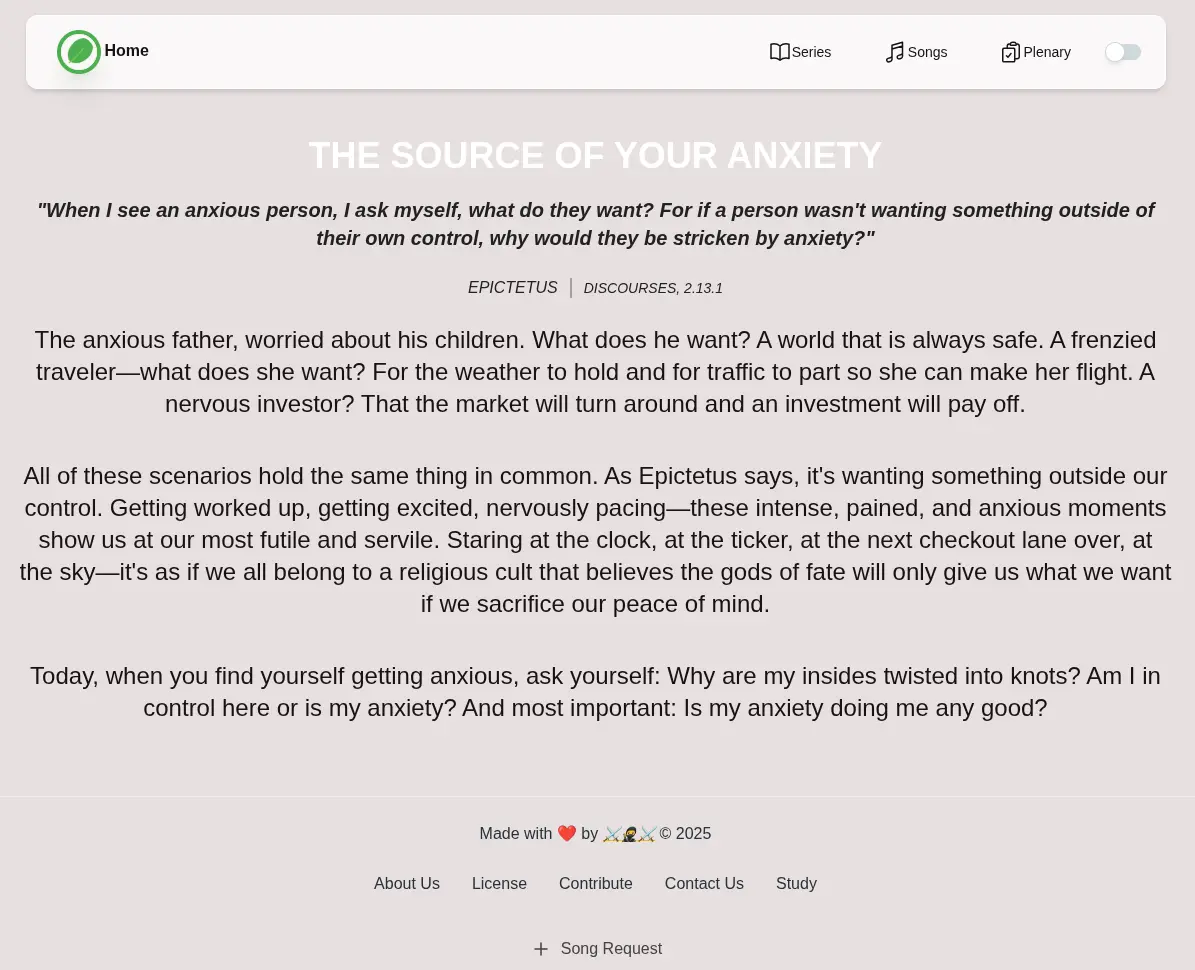 Home
Series
Songs
Plenary
THE SOURCE OF YOUR ANXIETY
"When I see an anxious person, I ask myself, what do they want? For if a person wasn't wanting something outside of
their own control, why would they be stricken by anxiety?"
EPICTETUS
DISCOURSES, 2.13.1
The anxious father, worried about his children. What does he want? A world that is always safe. A frenzied
traveler—what does she want? For the weather to hold and for traffic to part so she can make her flight. A
nervous investor? That the market will turn around and an investment will pay off.
All of these scenarios hold the same thing in common. As Epictetus says, it's wanting something outside our
control. Getting worked up, getting excited, nervously pacing—these intense, pained, and anxious moments
show us at our most futile and servile. Staring at the clock, at the ticker, at the next checkout lane over, at
the sky—it's as if we all belong to a religious cult that believes the gods of fate will only give us what we want
if we sacrifice our peace of mind.
Today, when you find yourself getting anxious, ask yourself: Why are my insides twisted into knots? Am I in
control here or is my anxiety? And most important: Is my anxiety doing me any good?
Made with ❤️ by ⚔️🥷⚔️© 2025
About Us
License
Contribute
Contact Us
Study
Song Request